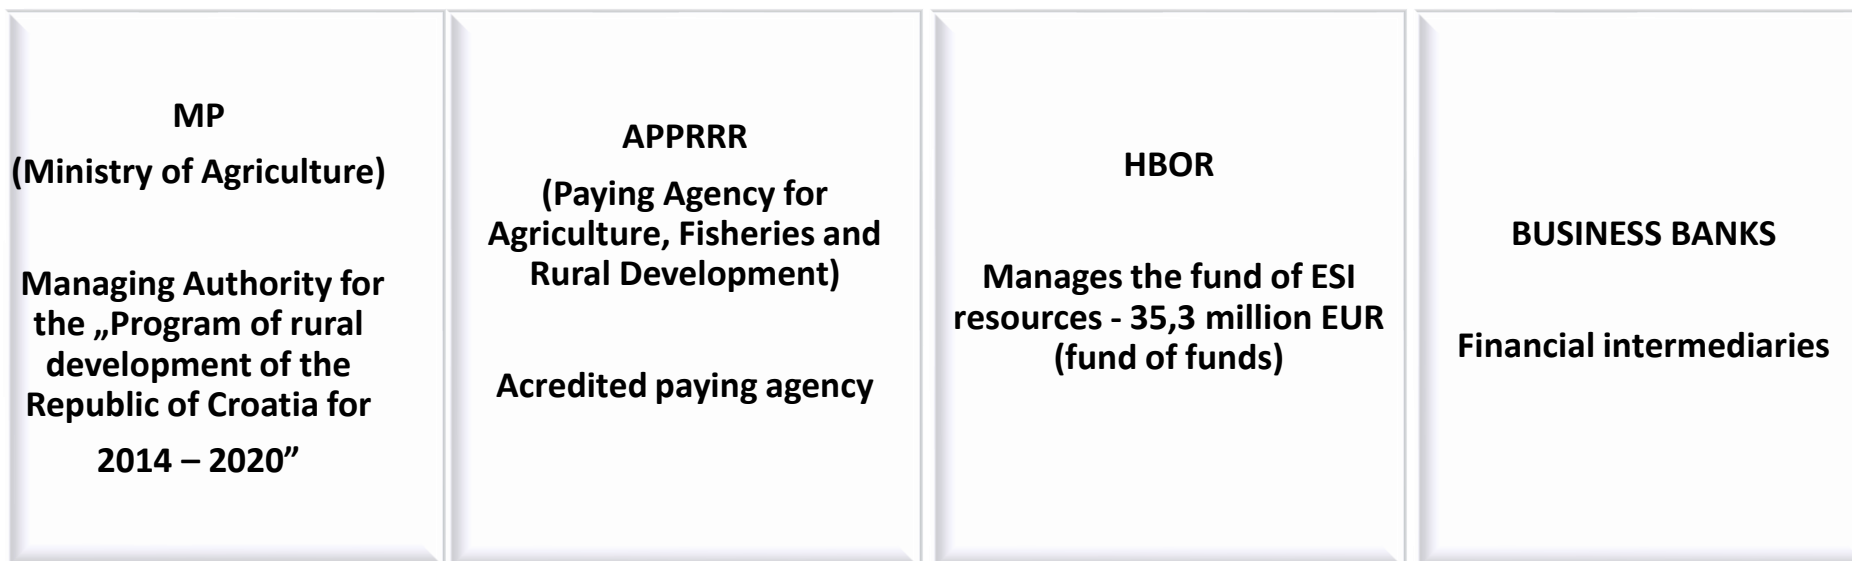 MP
(Ministry of Agriculture)
Managing Authority for
the „Program of rural
development of the
Republic of Croatia for
2014 – 2020”
APPRRR
(Paying Agency for
Agriculture, Fisheries and
Rural Development)
Acredited paying agency
HBOR
Manages the fund of ESI
resources - 35,3 million EUR
(fund of funds)
BUSINESS BANKS
Financial intermediaries